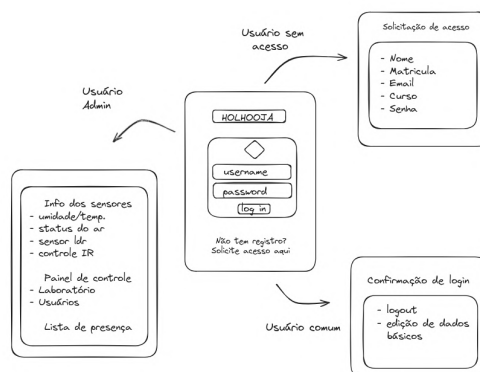 Solicitação de acesso
- Nome
- Matricula
- Email
- Curso
- Senha
Usuário sem
acesso
Usuário
Admin
HOLHOOJA
username
password
log in
Não tem registro?
Solicite acesso aqui
Info dos sensores
- umidade/temp.
- status do ar
- sensor ldr
- controle IR
Painel de controle
- Laboratório
- Usuários
Lista de presença
Usuário comum
Confirmação de login
- logout
- edição de dados
básicos